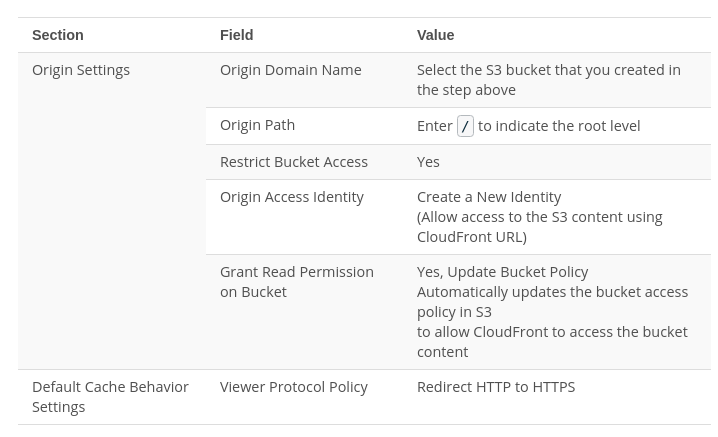 Section Field Value
Origin Settings Origin Domain Name Select the S3 bucket that you created in
the step above
Origin Path Enter / to indicate the root level
Restrict Bucket Access Yes
Origin Access Identity Create a New Identity
(Allow access to the S3 content using
CloudFront URL)
Grant Read Permission Yes, Update Bucket Policy
on Bucket Automatically updates the bucket access
policy in S3
to allow CloudFront to access the bucket
content
Default Cache Behavior Viewer Protocol Policy Redirect HTTP to HTTPS
Settings